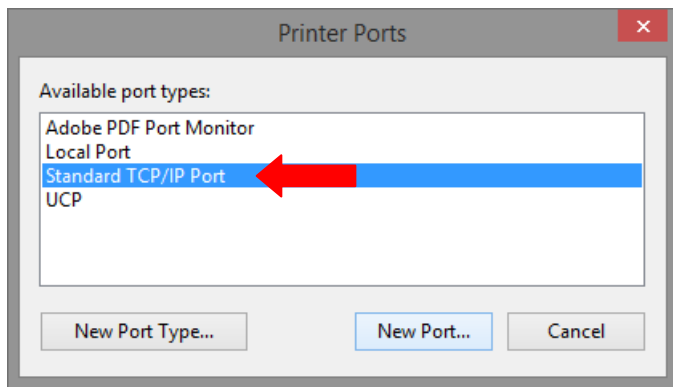 Printer Ports
Available port types:
Adobe PDF Port Monitor
Local Port
Standard TCP/IP Port
UCP
New Port Type...
New Port...
Cancel